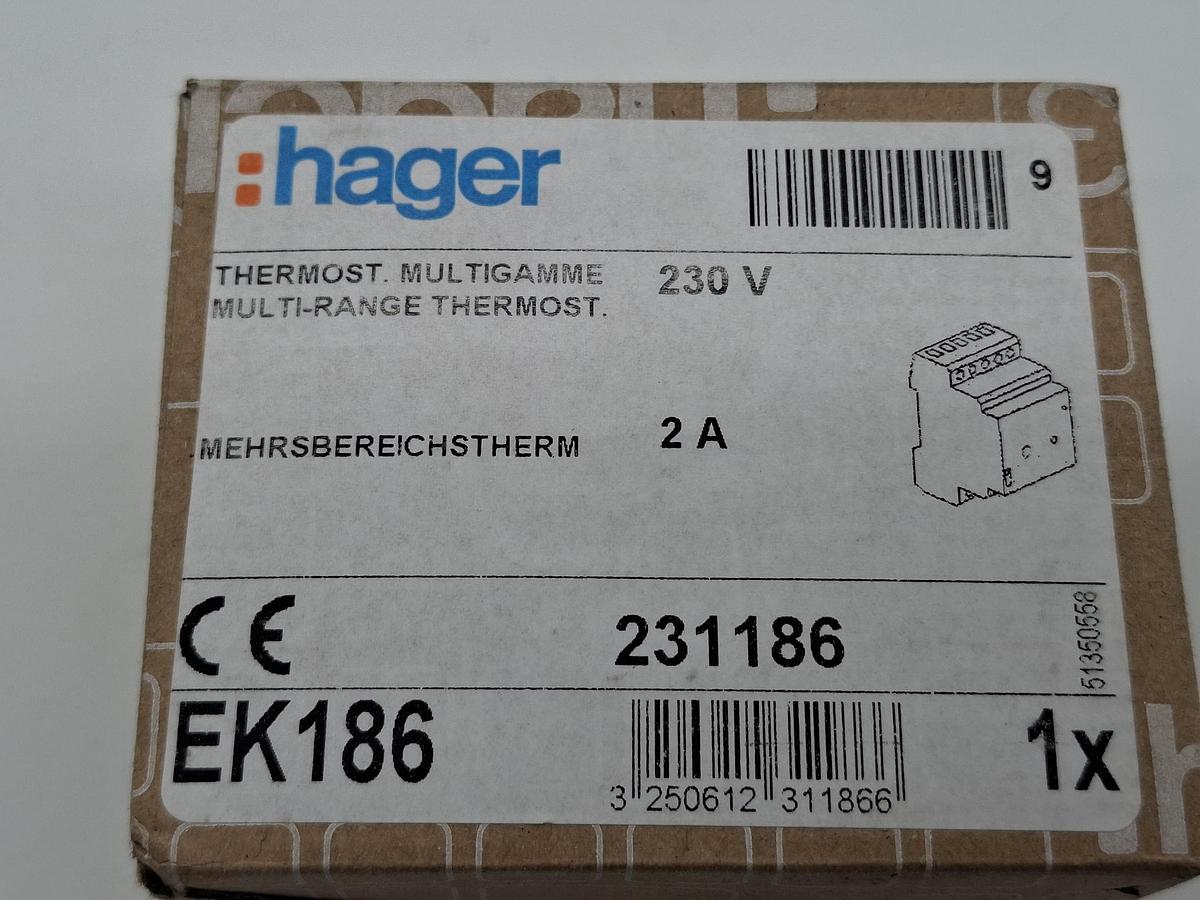 hager
9
THERMOST. MULTIGAMME 230 V
MULTI-RANGE THERMOST.
MEHRSBEREICHSTHERM 2 A
CE 231186
51350558
EK186 1x
3 250612 311866